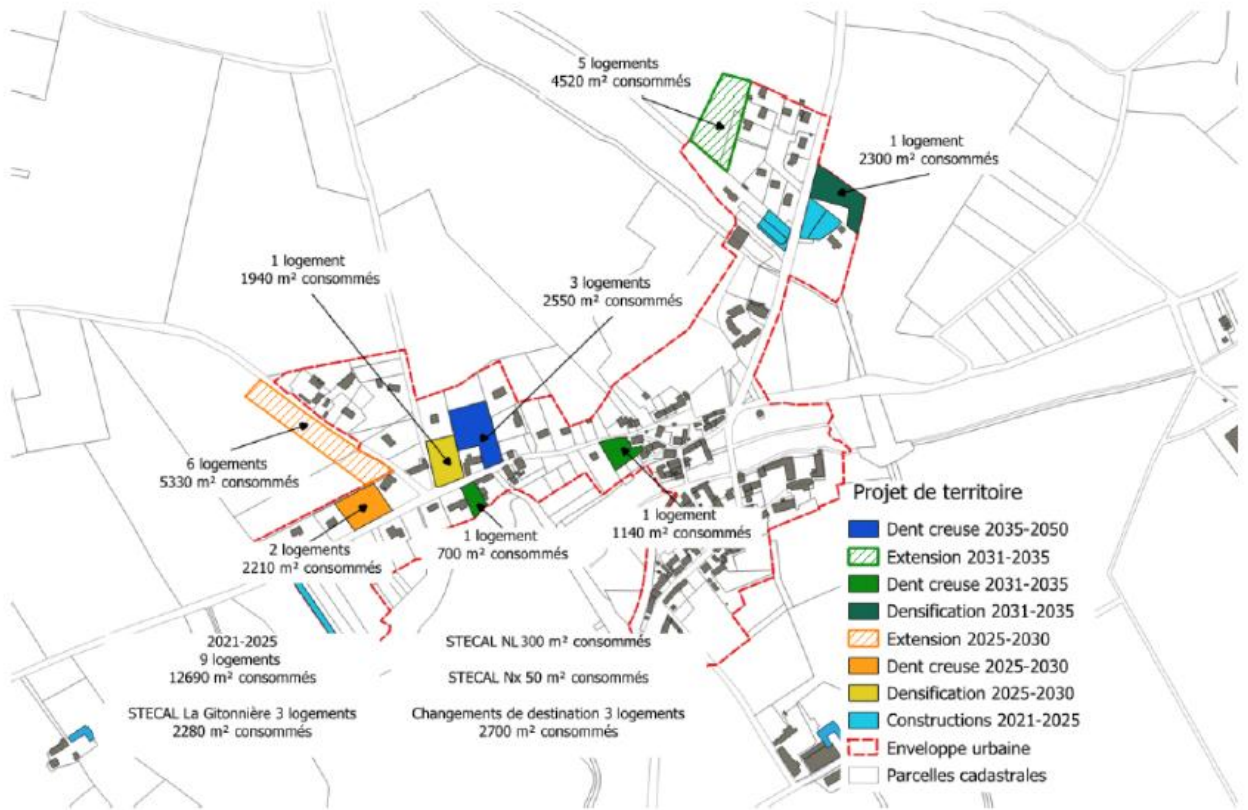 5 logements
4520 m² consommés
1 logement
2300 m² consommés
1 logement
1940 m² consommés
3 logements
2550 m² consommés
6 logements
5330 m² consommés
2 logements
2210 m² consommés
1 logement
700 m² consommés
1 logement
1140 m² consommés
2021-2025
9 logements
12690 m² consommés
STECAL La Gitonnière 3 logements
2280 m² consommés
STECAL NL 300 m² consommés
STECAL Nx 50 m² consommés
Changements de destination 3 logements
2700 m² consommés
Projet de territoire
Dent creuse 2035-2050
Extension 2031-2035
Dent creuse 2031-2035
Densification 2031-2035
Extension 2025-2030
Dent creuse 2025-2030
Densification 2025-2030
Constructions 2021-2025
Enveloppe urbaine
Parcelles cadastrales